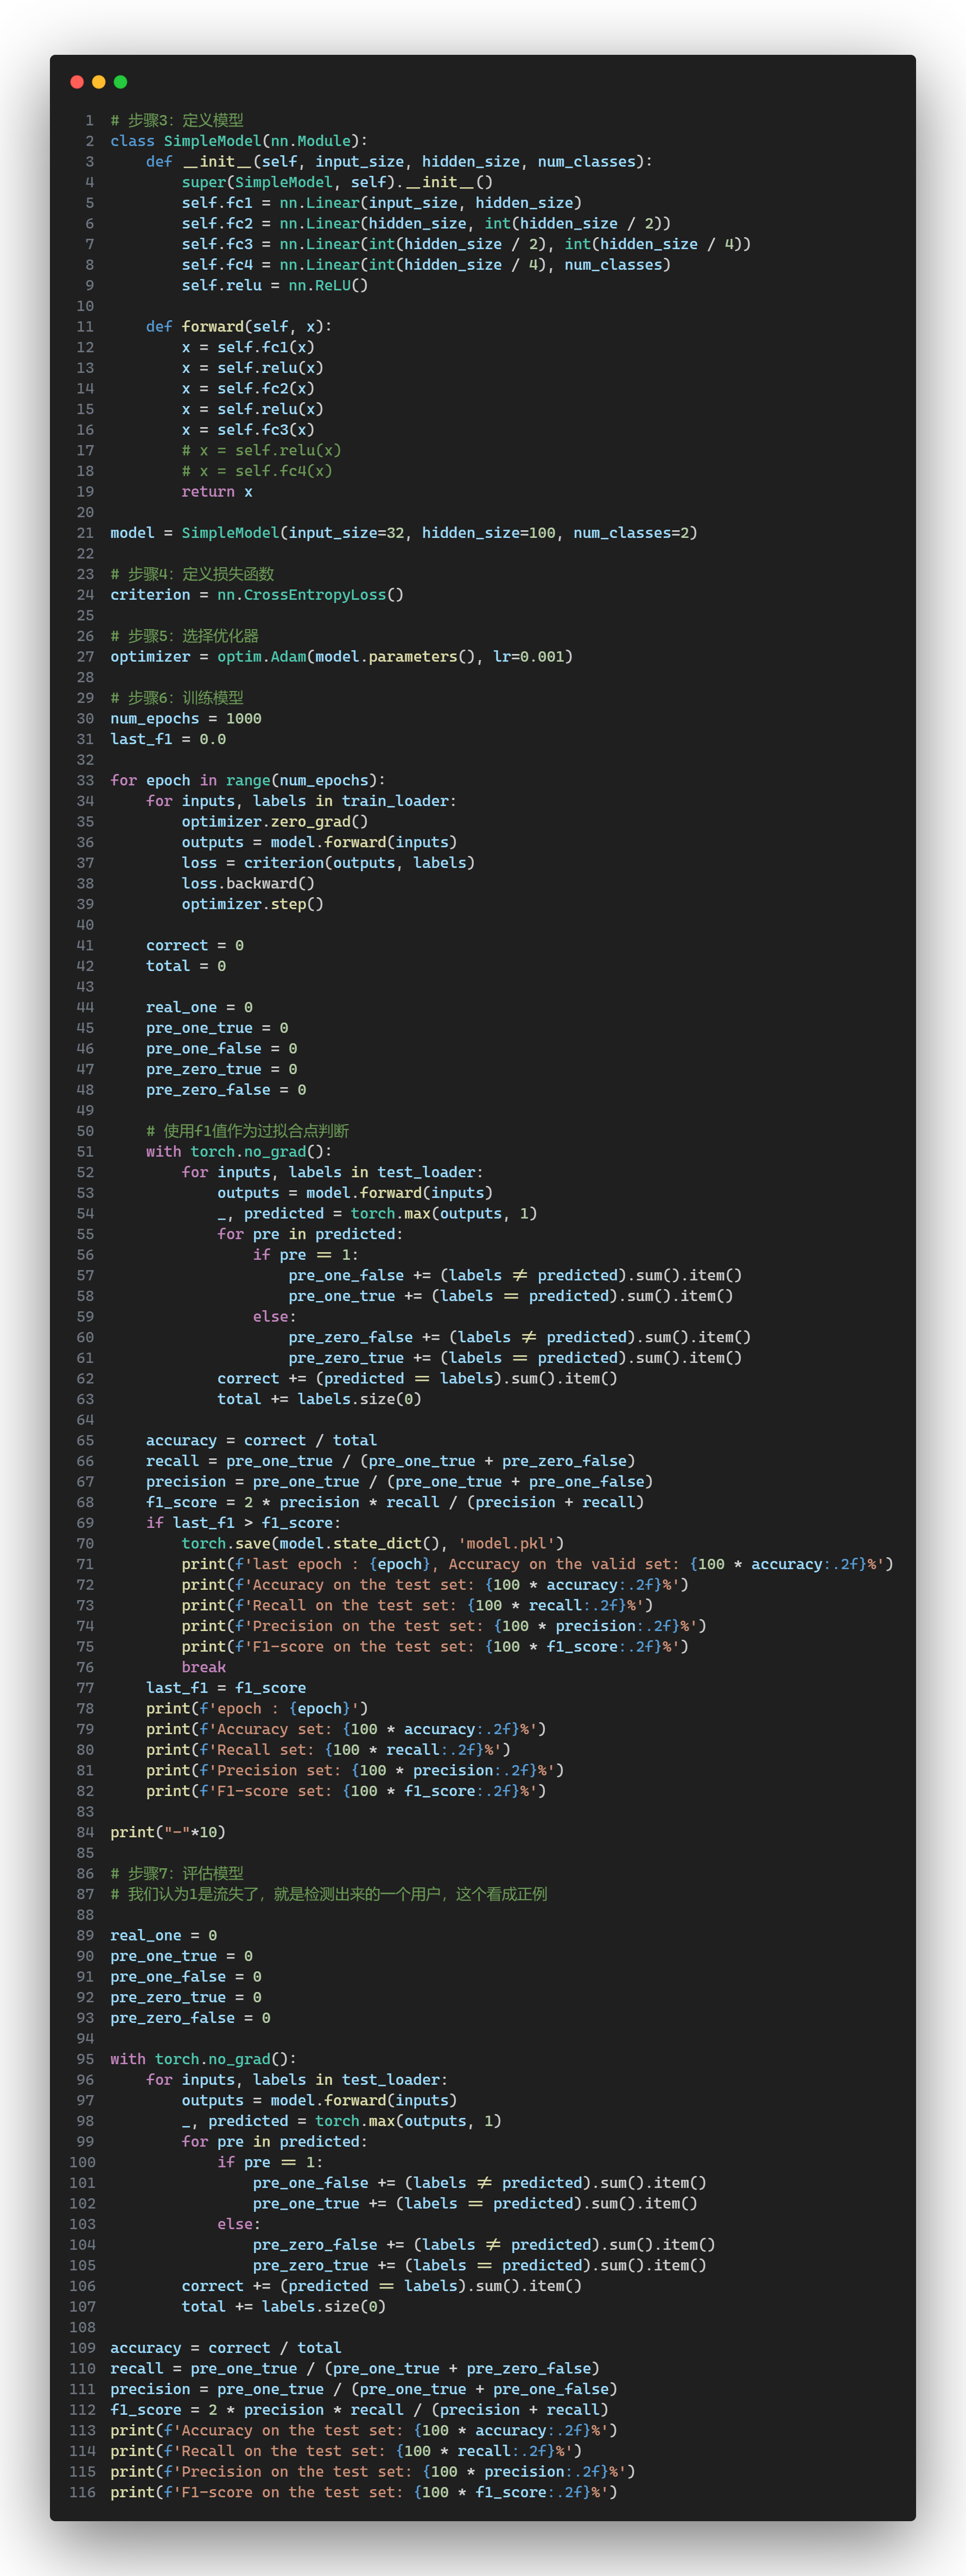 1 # 步骤3：定义模型
2 class SimpleModel(nn.Module):
3     def __init__(self, input_size, hidden_size, num_classes):
4         super(SimpleModel, self).__init__()
5         self.fc1 = nn.Linear(input_size, hidden_size)
6         self.fc2 = nn.Linear(hidden_size, int(hidden_size / 2))
7         self.fc3 = nn.Linear(int(hidden_size / 2), int(hidden_size / 4))
8         self.fc4 = nn.Linear(int(hidden_size / 4), num_classes)
9         self.relu = nn.ReLU()
10
11     def forward(self, x):
12         x = self.fc1(x)
13         x = self.relu(x)
14         x = self.fc2(x)
15         x = self.relu(x)
16         x = self.fc3(x)
17         # x = self.relu(x)
18         # x = self.fc4(x)
19         return x
20
21 model = SimpleModel(input_size=32, hidden_size=100, num_classes=2)
22
23 # 步骤4：定义损失函数
24 criterion = nn.CrossEntropyLoss()
25
26 # 步骤5：选择优化器
27 optimizer = optim.Adam(model.parameters(), lr=0.001)
28
29 # 步骤6：训练模型
30 num_epochs = 1000
31 last_f1 = 0.0
32
33 for epoch in range(num_epochs):
34     for inputs, labels in train_loader:
35         optimizer.zero_grad()
36         outputs = model.forward(inputs)
37         loss = criterion(outputs, labels)
38         loss.backward()
39         optimizer.step()
40
41     correct = 0
42     total = 0
43
44     real_one = 0
45     pre_one_true = 0
46     pre_one_false = 0
47     pre_zero_true = 0
48     pre_zero_false = 0
49
50     # 使用f1值作为过拟合点判断
51     with torch.no_grad():
52         for inputs, labels in test_loader:
53             outputs = model.forward(inputs)
54             _, predicted = torch.max(outputs, 1)
55             for pre in predicted:
56                 if pre == 1:
57                     pre_one_false += (labels != predicted).sum().item()
58                     pre_one_true += (labels == predicted).sum().item()
59                 else:
60                     pre_zero_false += (labels != predicted).sum().item()
61                     pre_zero_true += (labels == predicted).sum().item()
62             correct += (predicted == labels).sum().item()
63             total += labels.size(0)
64
65     accuracy = correct / total
66     recall = pre_one_true / (pre_one_true + pre_zero_false)
67     precision = pre_one_true / (pre_one_true + pre_one_false)
68     f1_score = 2 * precision * recall / (precision + recall)
69     if last_f1 > f1_score:
70         torch.save(model.state_dict(), 'model.pkl')
71         print(f'last epoch : {epoch}, Accuracy on the valid set: {100 * accuracy:.2f}%')
72         print(f'Accuracy on the test set: {100 * accuracy:.2f}%')
73         print(f'Recall on the test set: {100 * recall:.2f}%')
74         print(f'Precision on the test set: {100 * precision:.2f}%')
75         print(f'F1-score on the test set: {100 * f1_score:.2f}%')
76         break
77     last_f1 = f1_score
78     print(f'epoch : {epoch}')
79     print(f'Accuracy set: {100 * accuracy:.2f}%')
80     print(f'Recall set: {100 * recall:.2f}%')
81     print(f'Precision set: {100 * precision:.2f}%')
82     print(f'F1-score set: {100 * f1_score:.2f}%')
83
84 print("-"*10)
85
86 # 步骤7：评估模型
87 # 我们认为1是流失了，就是检测出来的一个用户，这个看成正例
88
89 real_one = 0
90 pre_one_true = 0
91 pre_one_false = 0
92 pre_zero_true = 0
93 pre_zero_false = 0
94
95 with torch.no_grad():
96     for inputs, labels in test_loader:
97         outputs = model.forward(inputs)
98         _, predicted = torch.max(outputs, 1)
99         for pre in predicted:
100             if pre == 1:
101                 pre_one_false += (labels != predicted).sum().item()
102                 pre_one_true += (labels == predicted).sum().item()
103             else:
104                 pre_zero_false += (labels != predicted).sum().item()
105                 pre_zero_true += (labels == predicted).sum().item()
106         correct += (predicted == labels).sum().item()
107         total += labels.size(0)
108
109 accuracy = correct / total
110 recall = pre_one_true / (pre_one_true + pre_zero_false)
111 precision = pre_one_true / (pre_one_true + pre_one_false)
112 f1_score = 2 * precision * recall / (precision + recall)
113 print(f'Accuracy on the test set: {100 * accuracy:.2f}%')
114 print(f'Recall on the test set: {100 * recall:.2f}%')
115 print(f'Precision on the test set: {100 * precision:.2f}%')
116 print(f'F1-score on the test set: {100 * f1_score:.2f}%')